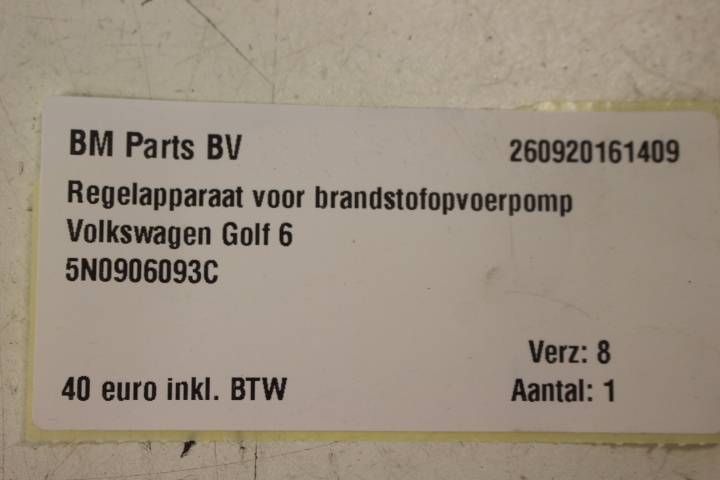 BM Parts BV 260920161409
Regelapparaat voor brandstofopvoerpomp
Volkswagen Golf 6
5N0906093C
Verz: 8
40 euro inkl. BTW Aantal: 1